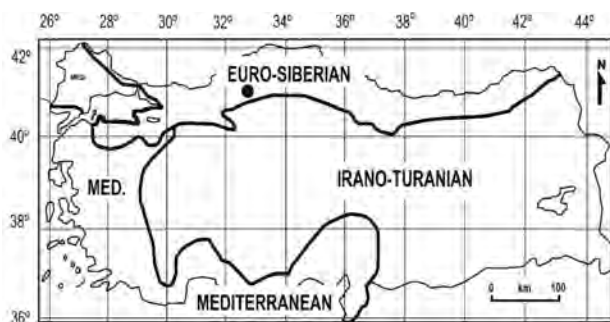 26° 28° 30° 32° 34° 36° 38° 40° 42° 44°
42°
N
EURO-SIBERIAN
40°
MED.
IRANO-TURANIAN
38°
0 km 100
MEDITERRANEAN
36°